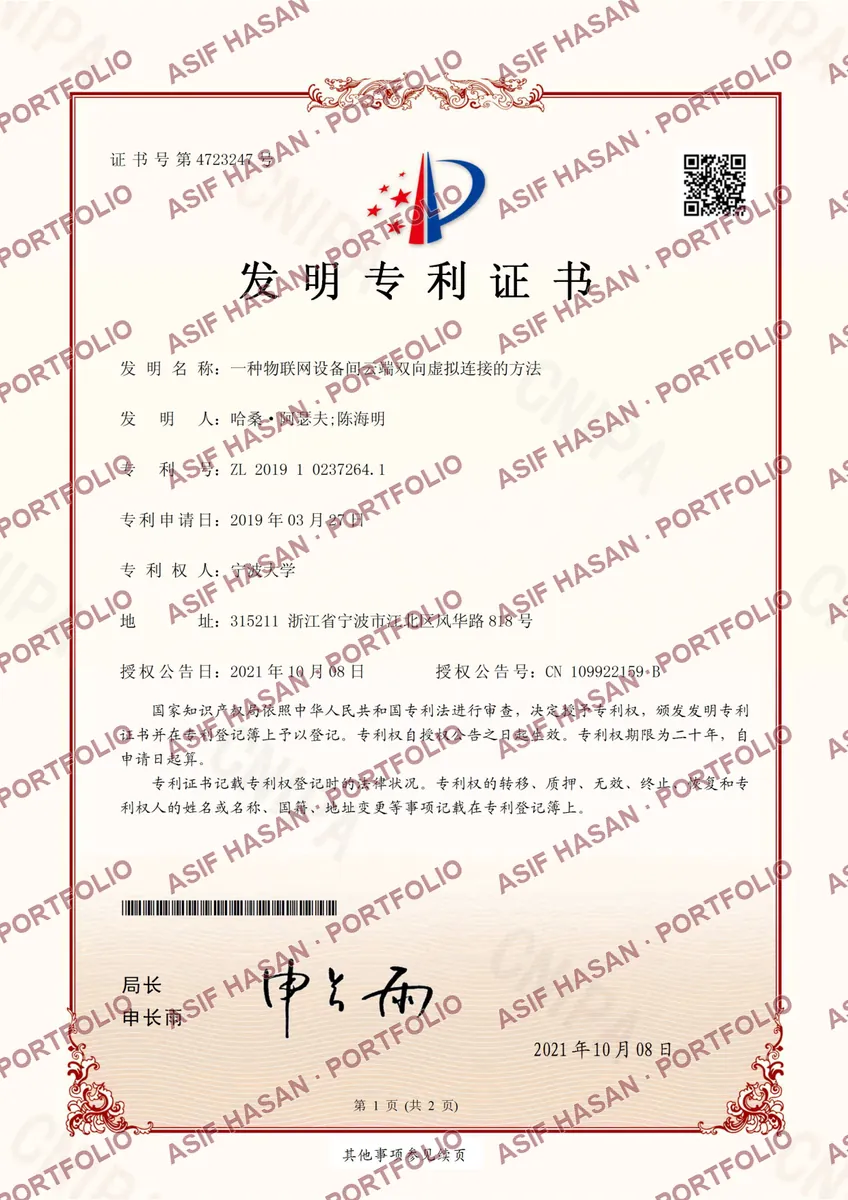 证书号第4723247号
发明专利证书
发明名称：一种物联网设备间云端双向虚拟连接的方法
发明人：哈桑·阿瑟夫;陈海明
专利号：ZL 2019 1 0237264.1
专利申请日：2019年03月27日
专利权人：宁波大学
地址：315211 浙江省宁波市江北区风华路818号
授权公告日：2021年10月08日 授权公告号：CN 109922159 B
国家知识产权局依照中华人民共和国专利法进行审查，决定授予专利权，颁发发明专利
证书并在专利登记簿上予以登记。专利权自授权公告之日起生效。专利权期限为二十年，自
申请日起算。
专利证书记载专利权登记时的法律状况。专利权的转移、质押、无效、终止、恢复和专
利权人的姓名或名称、国籍、地址变更等事项记载在专利登记簿上。
局长
申长雨
申长雨
2021年10月08日
第 1 页 (共 2 页)
其他事项参见续页
ASIF HASAN · PORTFOLIO
CNIPA